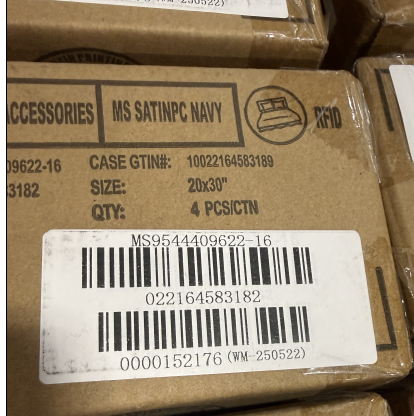 (WM-250522)
ACCESSORIES
MS SATINPC NAVY
RFID
09622-16
CASE GTIN#: 10022164583189
3182
SIZE: 20x30"
QTY: 4 PCS/CTN
MS9544409622-16
022164583182
0000152176 (WM-250522)